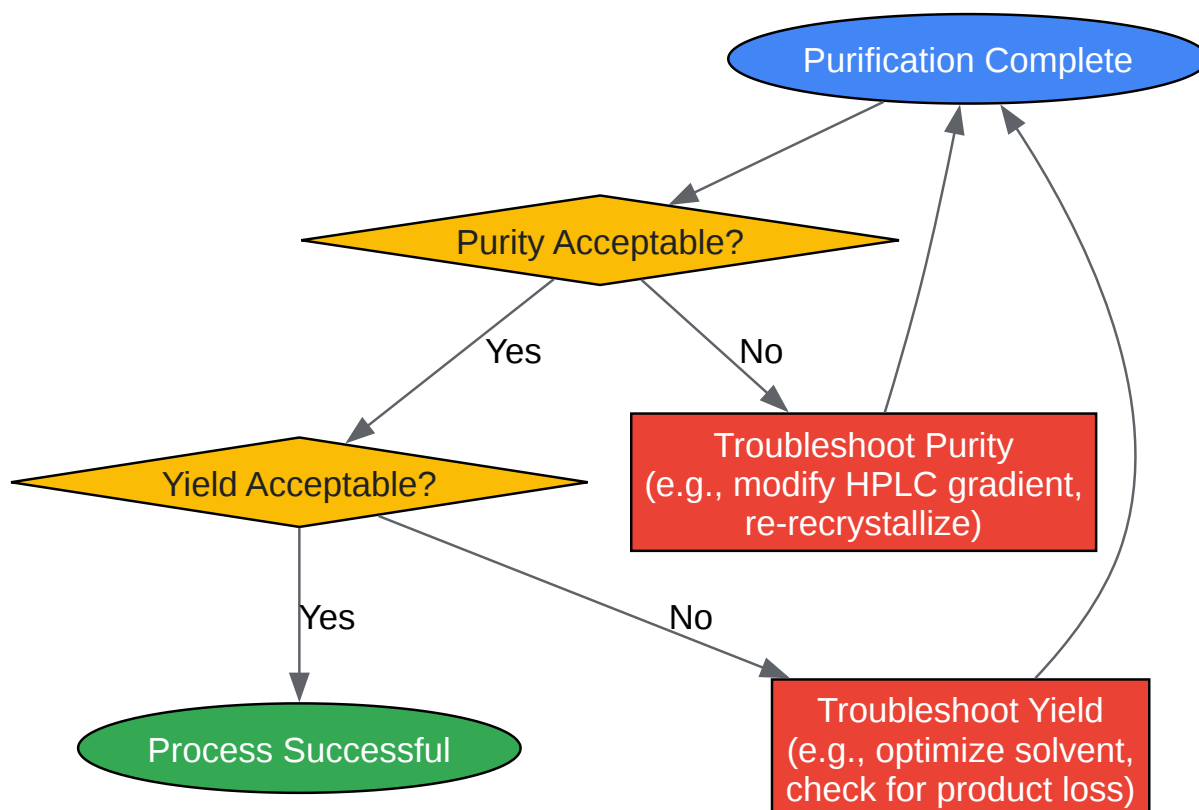 Purification Complete
Purity Acceptable?
Yes
No
Troubleshoot Purity
(e.g., modify HPLC gradient,
re-recrystallize)
Yield Acceptable?
Yes
No
Process Successful
Troubleshoot Yield
(e.g., optimize solvent,
check for product loss)